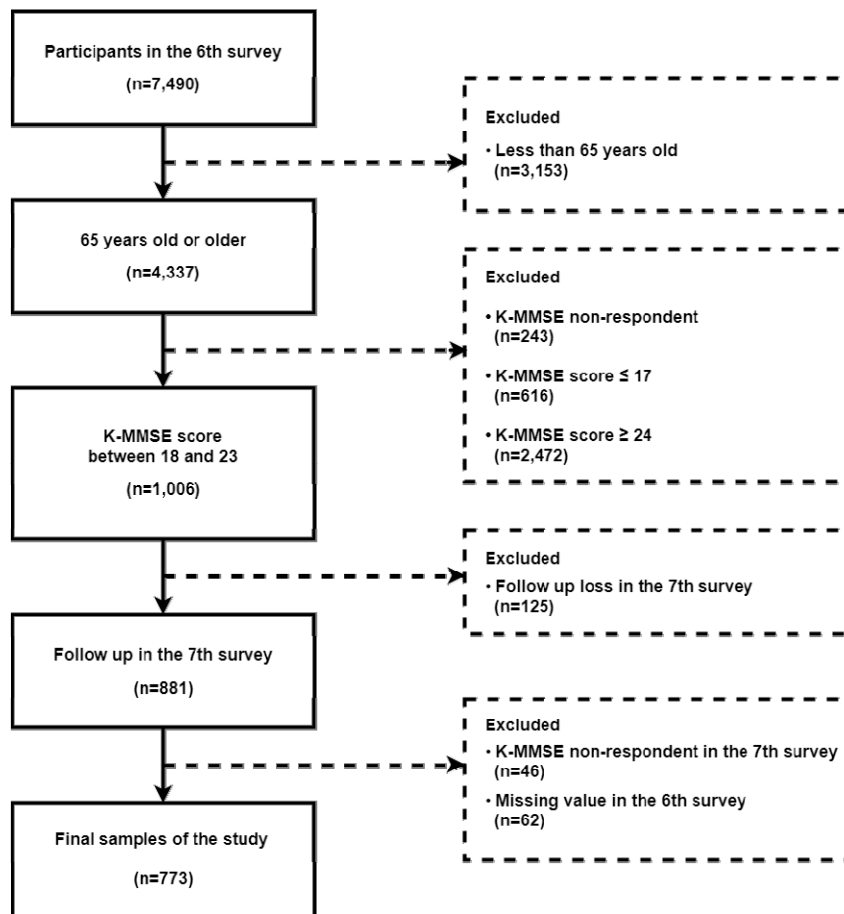 Participants in the 6th survey
(n=7,490)
Excluded
• Less than 65 years old
(n=3,153)
65 years old or older
(n=4,337)
Excluded
• K-MMSE non-respondent
(n=243)
• K-MMSE score ≤ 17
(n=616)
• K-MMSE score ≥ 24
(n=2,472)
K-MMSE score
between 18 and 23
(n=1,006)
Excluded
• Follow up loss in the 7th survey
(n=125)
Follow up in the 7th survey
(n=881)
Excluded
• K-MMSE non-respondent in the 7th survey
(n=46)
• Missing value in the 6th survey
(n=62)
Final samples of the study
(n=773)